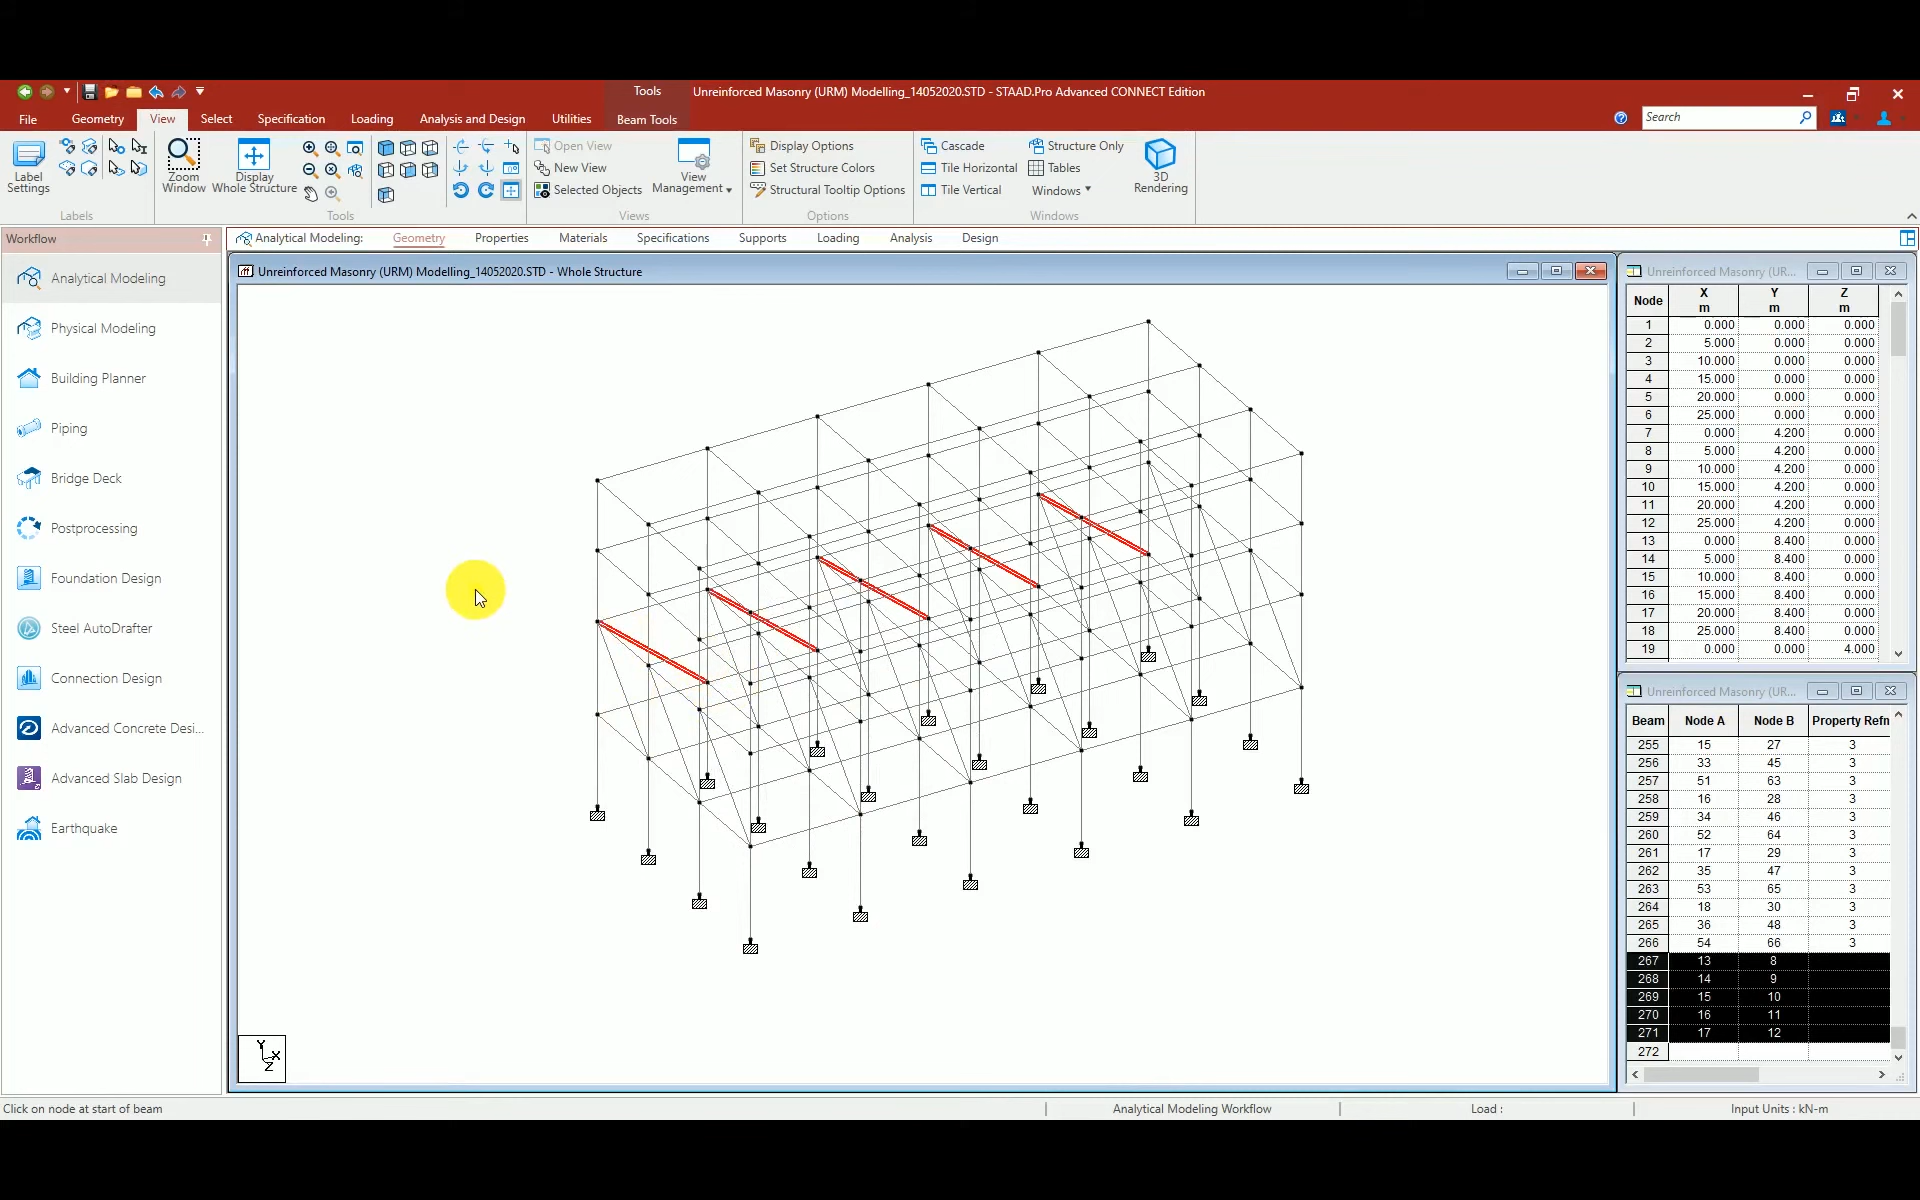 Tools
Unreinforced Masonry (URM) Modelling_14052020.STD - STAAD.Pro Advanced CONNECT Edition
File
Geometry
View
Select
Specification
Loading
Analysis and Design
Utilities
Beam Tools
Search
Label
Settings
Labels
Zoom
Window
Display
Whole Structure
Tools
Open View
New View
Selected Objects
View
Management
Views
Display Options
Set Structure Colors
Structural Tooltip Options
Options
Cascade
Tile Horizontal
Tile Vertical
Structure Only
Tables
Windows
Windows
3D
Rendering
Workflow
Analytical Modeling:
Geometry
Properties
Materials
Specifications
Supports
Loading
Analysis
Design
Analytical Modeling
Physical Modeling
Building Planner
Piping
Bridge Deck
Postprocessing
Foundation Design
Steel AutoDrafter
Connection Design
Advanced Concrete Desi...
Advanced Slab Design
Earthquake
Unreinforced Masonry (URM) Modelling_14052020.STD - Whole Structure
Y
X
Z
Unreinforced Masonry (UR...
Node X Y Z
m m m
1 0.000 0.000 0.000
2 5.000 0.000 0.000
3 10.000 0.000 0.000
4 15.000 0.000 0.000
5 20.000 0.000 0.000
6 25.000 0.000 0.000
7 0.000 4.200 0.000
8 5.000 4.200 0.000
9 10.000 4.200 0.000
10 15.000 4.200 0.000
11 20.000 4.200 0.000
12 25.000 4.200 0.000
13 0.000 8.400 0.000
14 5.000 8.400 0.000
15 10.000 8.400 0.000
16 15.000 8.400 0.000
17 20.000 8.400 0.000
18 25.000 8.400 0.000
19 0.000 0.000 4.000
Unreinforced Masonry (UR...
Beam Node A Node B Property Refn
255 15 27 3
256 33 45 3
257 51 63 3
258 16 28 3
259 34 46 3
260 52 64 3
261 17 29 3
262 35 47 3
263 53 65 3
264 18 30 3
265 36 48 3
266 54 66 3
267 13 8
268 14 9
269 15 10
270 16 11
271 17 12
272
Click on node at start of beam
Analytical Modeling Workflow
Load :
Input Units : kN-m